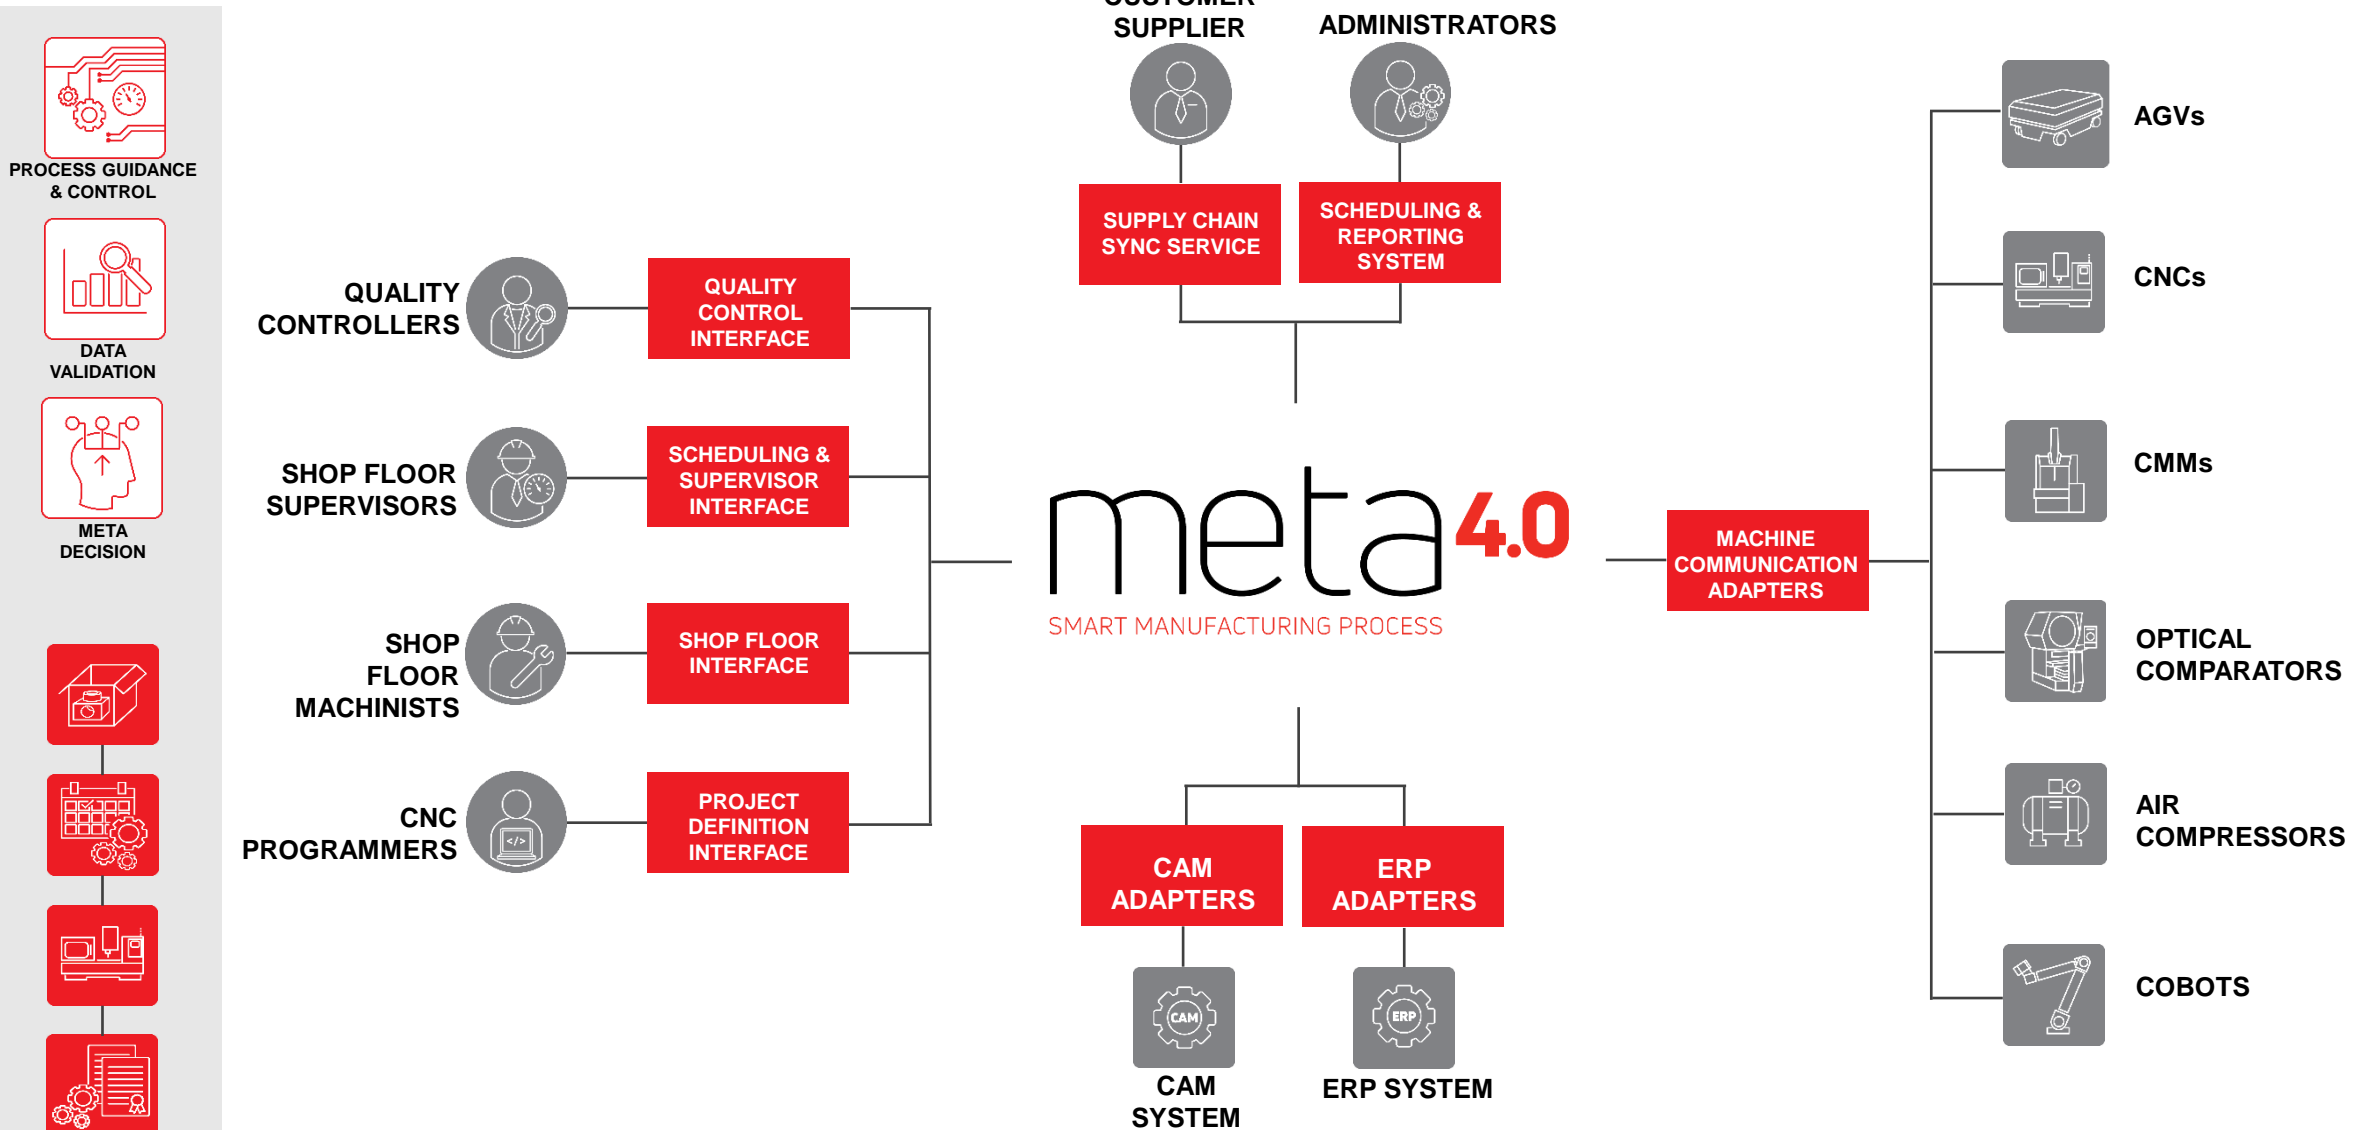 PROCESS GUIDANCE
& CONTROL
DATA
VALIDATION
META
DECISION
QUALITY
CONTROLLERS
QUALITY
CONTROL
INTERFACE
SHOP FLOOR
SUPERVISORS
SCHEDULING &
SUPERVISOR
INTERFACE
SHOP
FLOOR
MACHINISTS
SHOP FLOOR
INTERFACE
CNC
PROGRAMMERS
</>
PROJECT
DEFINITION
INTERFACE
CUSTOMER
SUPPLIER
ADMINISTRATORS
SUPPLY CHAIN
SYNC SERVICE
SCHEDULING &
REPORTING
SYSTEM
meta 4.0
SMART MANUFACTURING PROCESS
CAM
ADAPTERS
ERP
ADAPTERS
CAM
ERP
CAM
SYSTEM
ERP SYSTEM
MACHINE
COMMUNICATION
ADAPTERS
AGVs
CNCs
CMMs
OPTICAL
COMPARATORS
AIR
COMPRESSORS
COBOTS